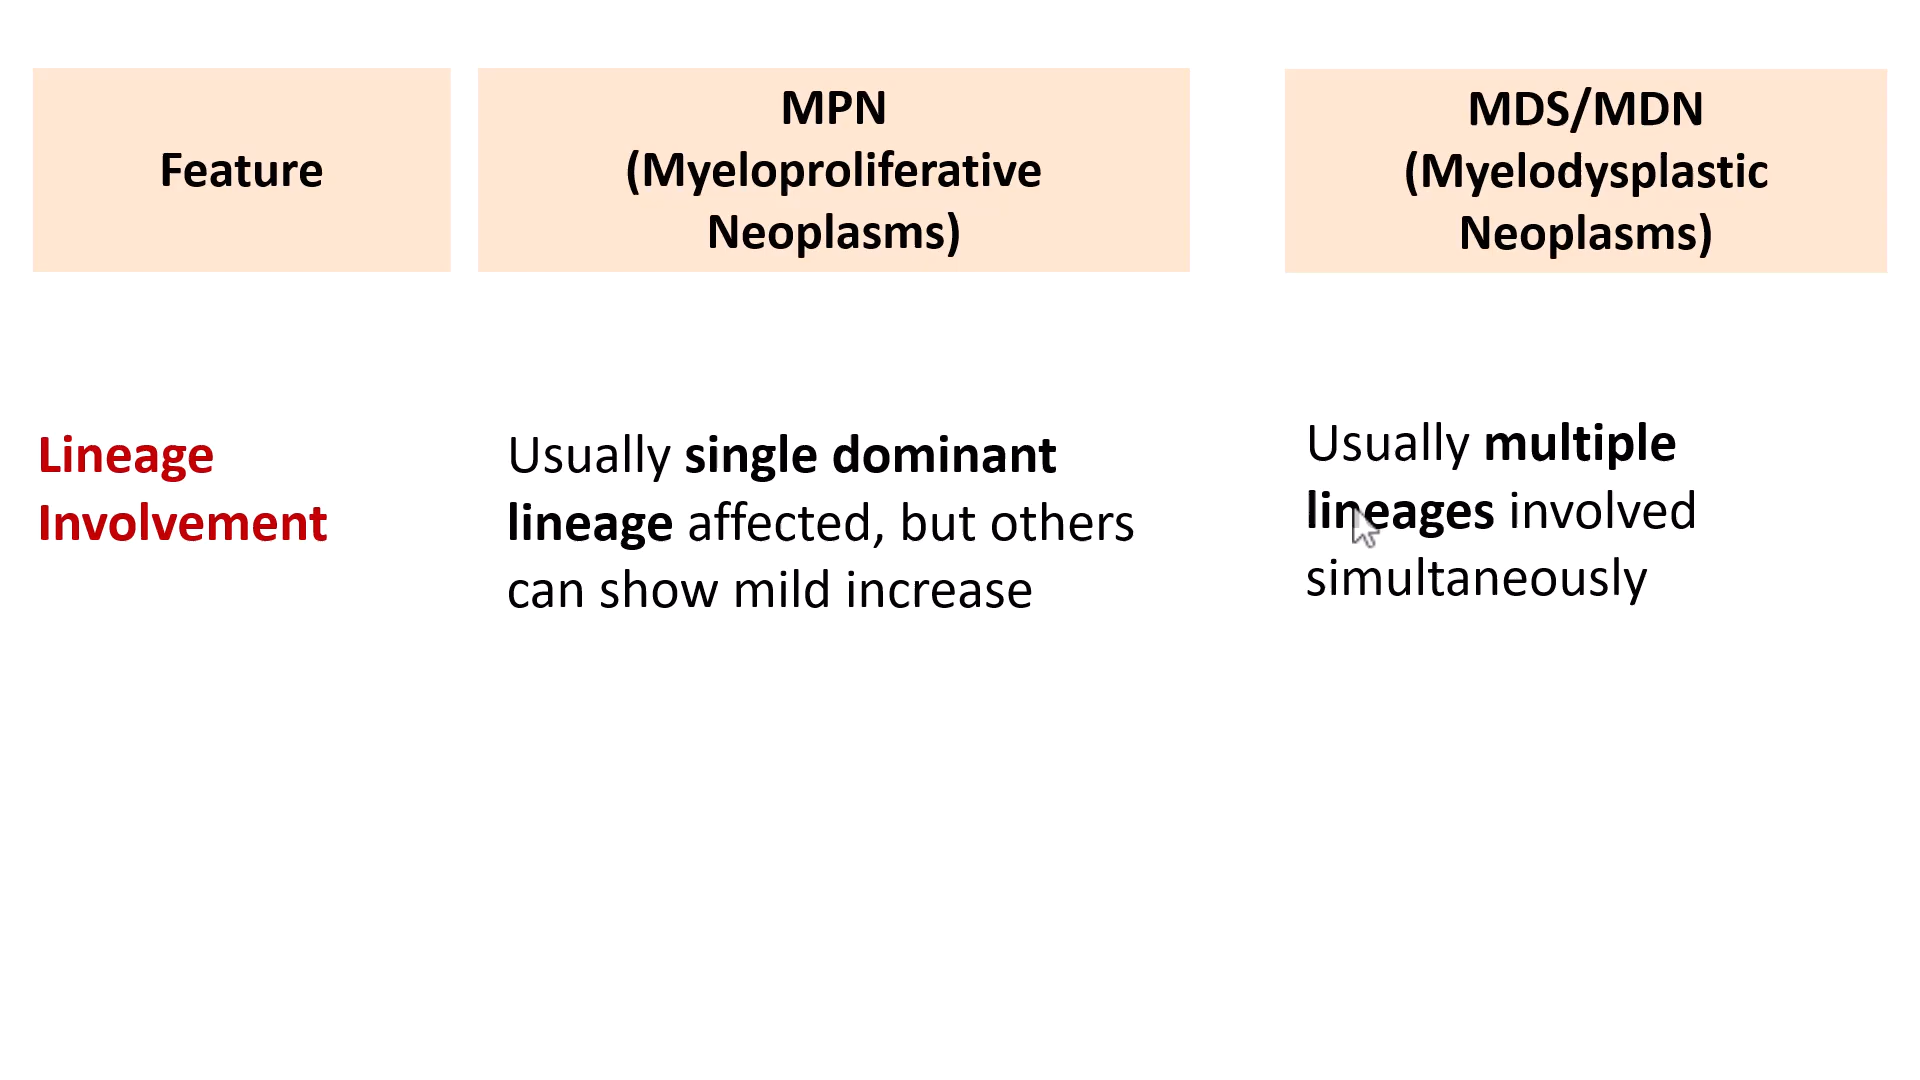 Feature
MPN
(Myeloproliferative
Neoplasms)
MDS/MDN
(Myelodysplastic
Neoplasms)
Lineage
Involvement
Usually single dominant
lineage affected, but others
can show mild increase
Usually multiple
lineages involved
simultaneously